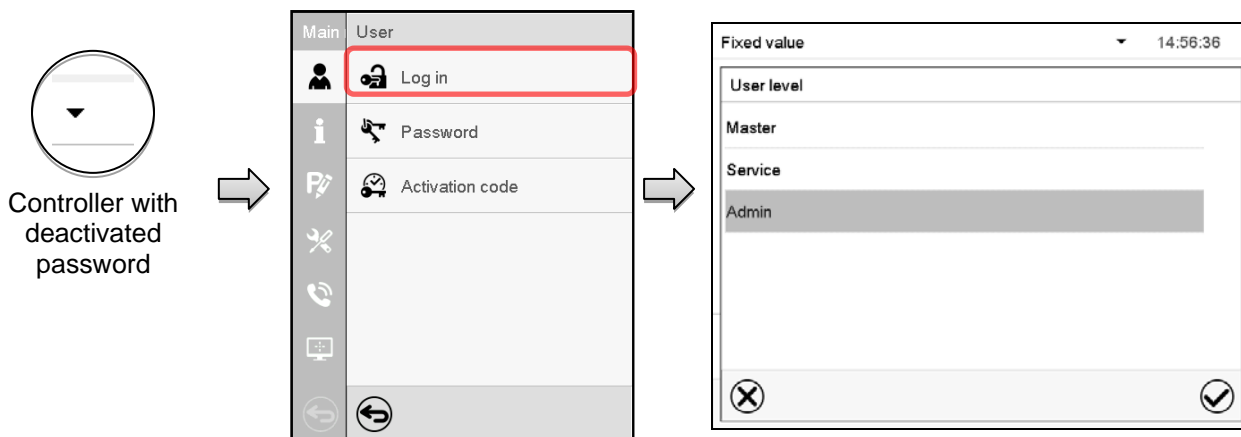 Controller with
deactivated
password
Main
User
Log in
Password
Activation code
Fixed value
14:56:36
User level
Master
Service
Admin